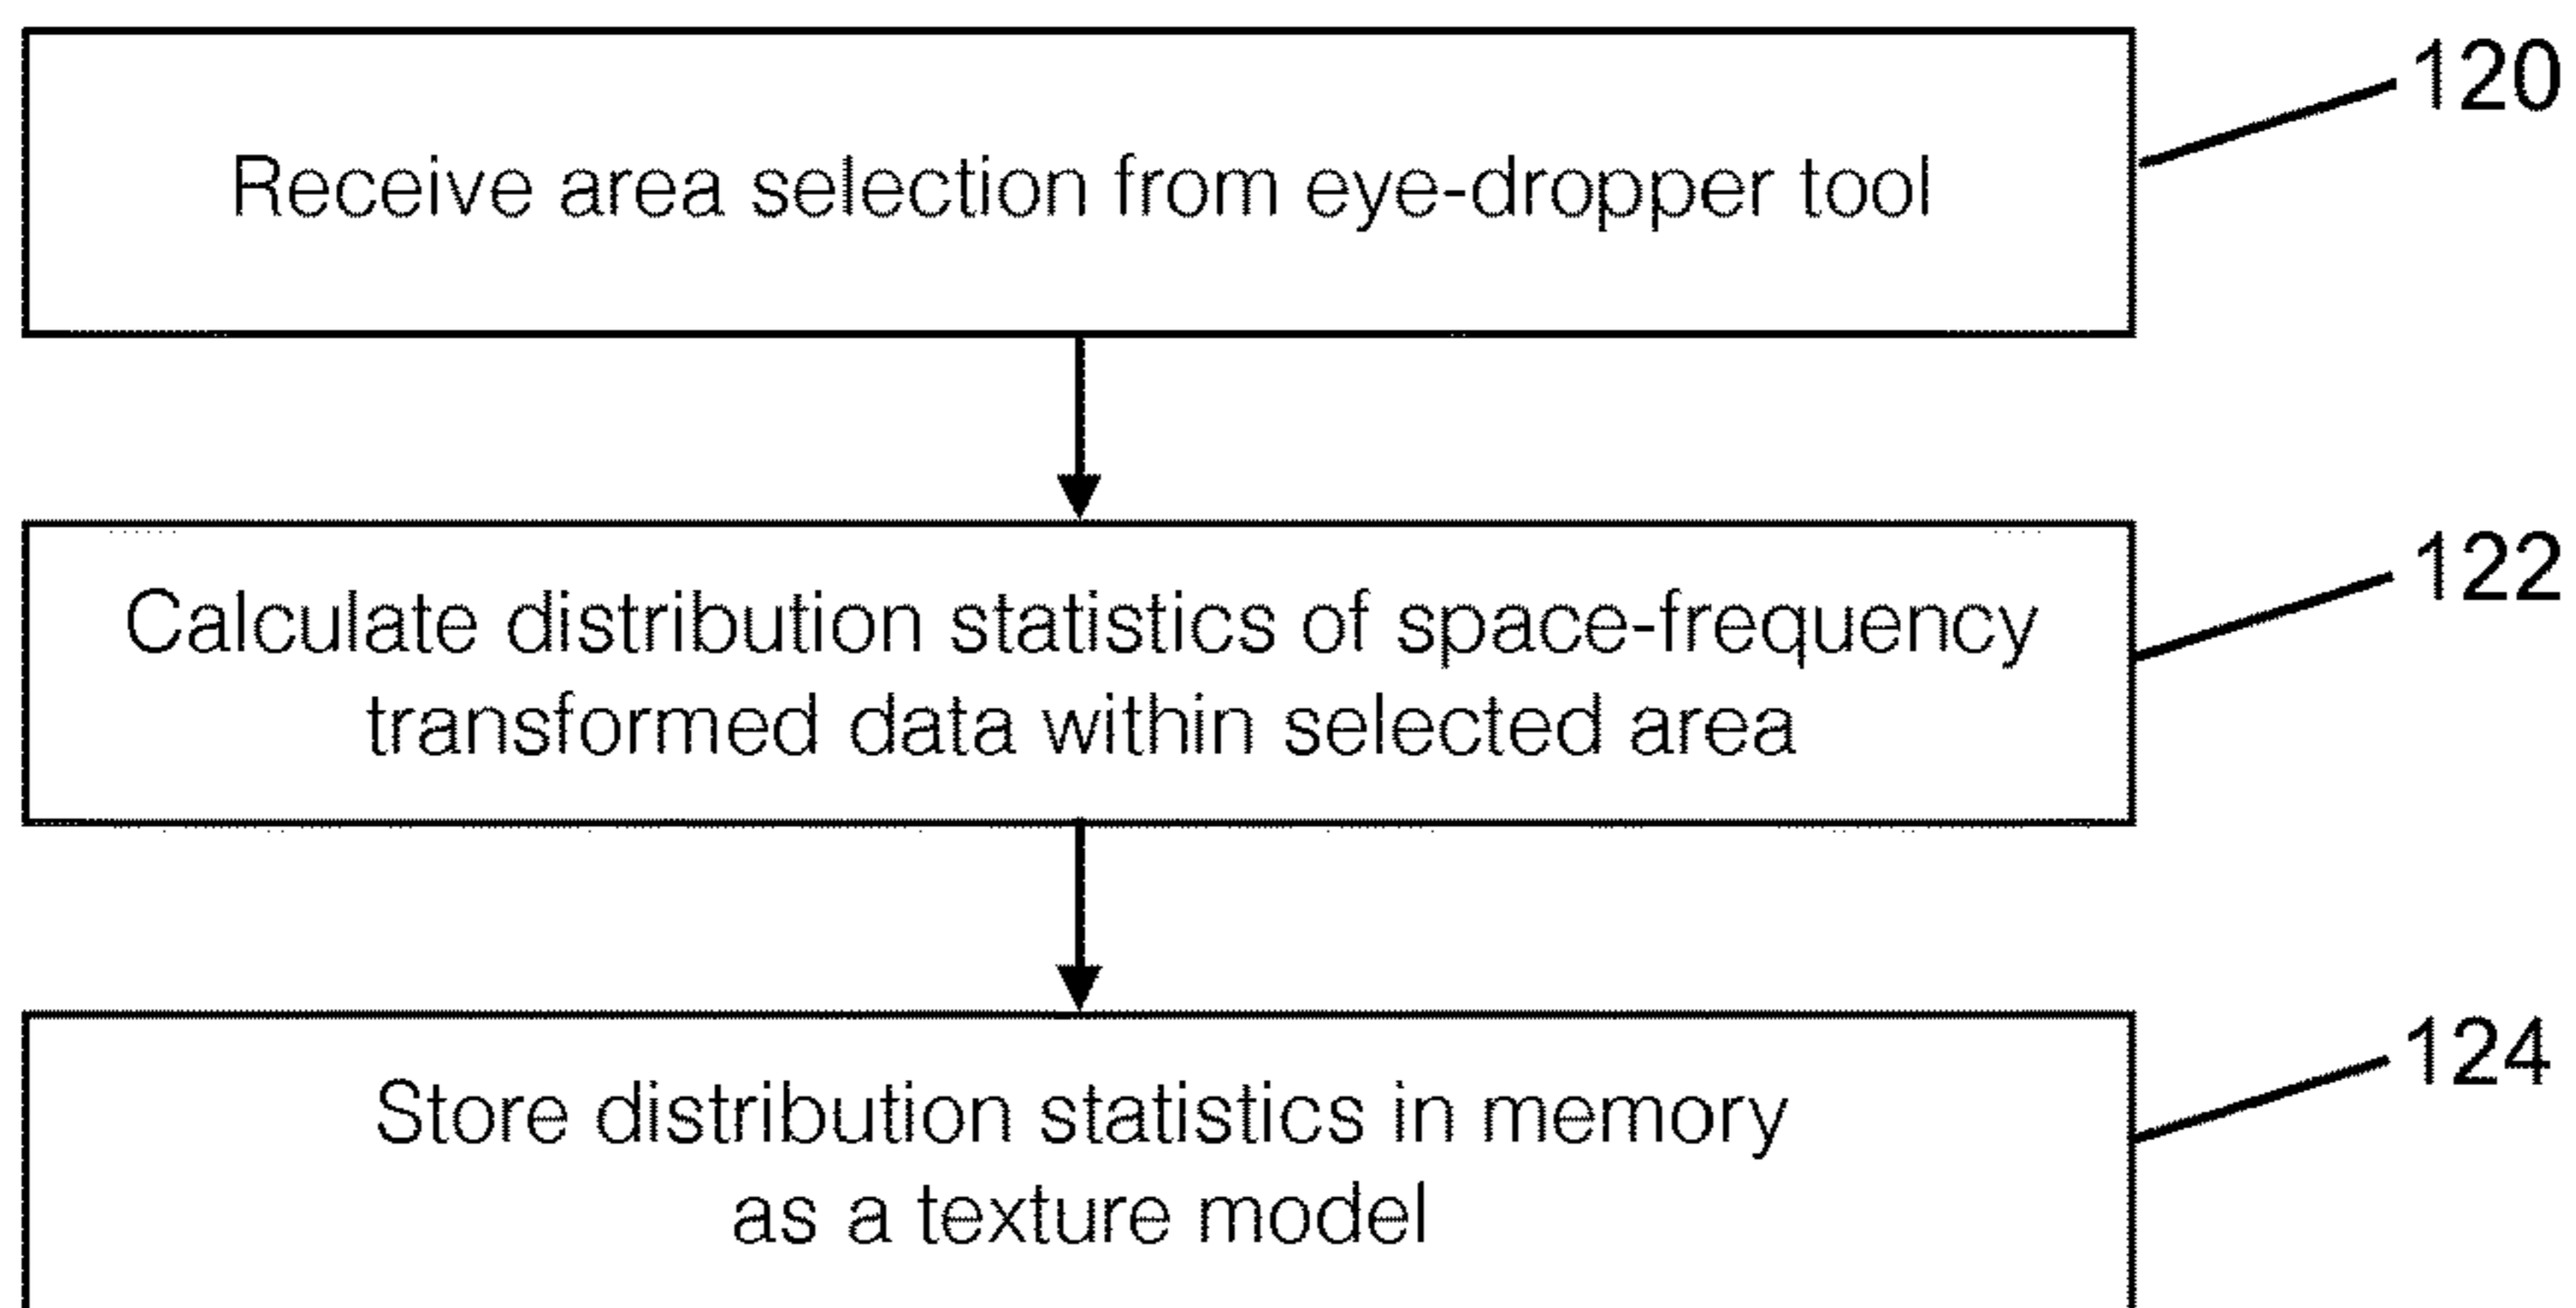 Receive area selection from eye-dropper tool
120
Calculate distribution statistics of space-frequency
transformed data within selected area
122
Store distribution statistics in memory
as a texture model
124